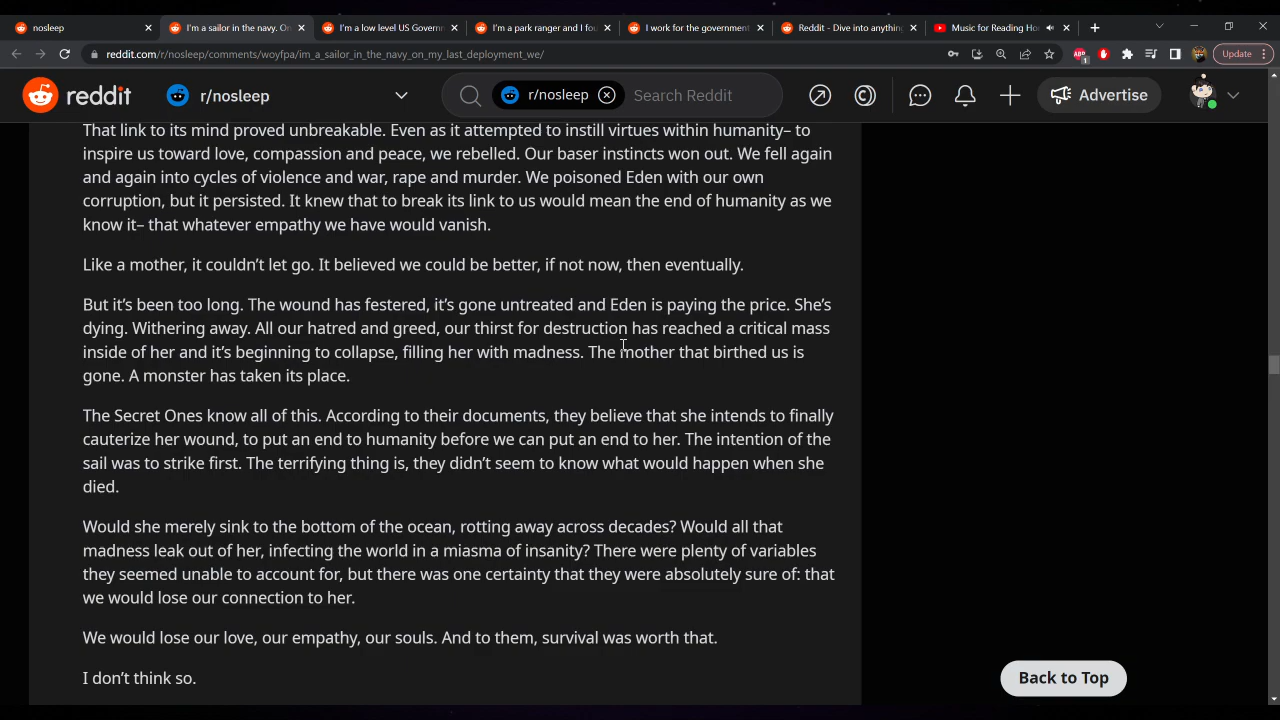 nosleep
I'm a sailor in the navy. On
I'm a low level US Governm
I'm a park ranger and I fou
I work for the government
Reddit - Dive into anything
Music for Reading Ho
reddit.com/r/nosleep/comments/woyfpa/im_a_sailor_in_the_navy_on_my_last_deployment_we/
ABP
1
Update
reddit
r/nosleep
r/nosleep
Search Reddit
Advertise
That link to its mind proved unbreakable. Even as it attempted to instill virtues within humanity– to
inspire us toward love, compassion and peace, we rebelled. Our baser instincts won out. We fell again
and again into cycles of violence and war, rape and murder. We poisoned Eden with our own
corruption, but it persisted. It knew that to break its link to us would mean the end of humanity as we
know it– that whatever empathy we have would vanish.
Like a mother, it couldn’t let go. It believed we could be better, if not now, then eventually.
But it’s been too long. The wound has festered, it’s gone untreated and Eden is paying the price. She’s
dying. Withering away. All our hatred and greed, our thirst for destruction has reached a critical mass
inside of her and it’s beginning to collapse, filling her with madness. The mother that birthed us is
gone. A monster has taken its place.
The Secret Ones know all of this. According to their documents, they believe that she intends to finally
cauterize her wound, to put an end to humanity before we can put an end to her. The intention of the
sail was to strike first. The terrifying thing is, they didn’t seem to know what would happen when she
died.
Would she merely sink to the bottom of the ocean, rotting away across decades? Would all that
madness leak out of her, infecting the world in a miasma of insanity? There were plenty of variables
they seemed unable to account for, but there was one certainty that they were absolutely sure of: that
we would lose our connection to her.
We would lose our love, our empathy, our souls. And to them, survival was worth that.
I don’t think so.
Back to Top